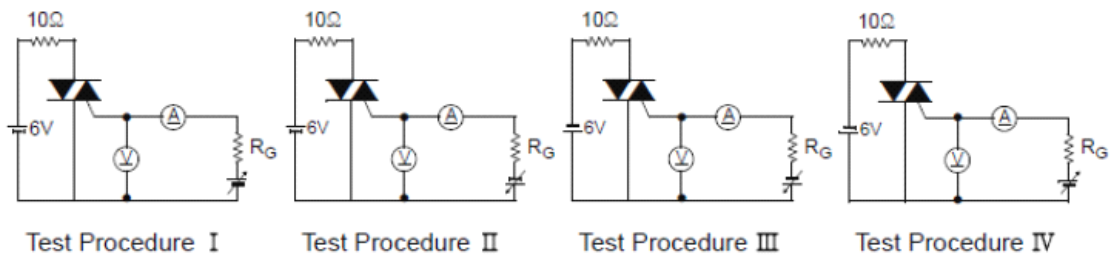 10Ω 10Ω 10Ω 10Ω
6V A RG 6V A RG 6V A RG 6V A RG
V V V V
Test Procedure Ⅰ Test Procedure Ⅱ Test Procedure Ⅲ Test Procedure Ⅳ